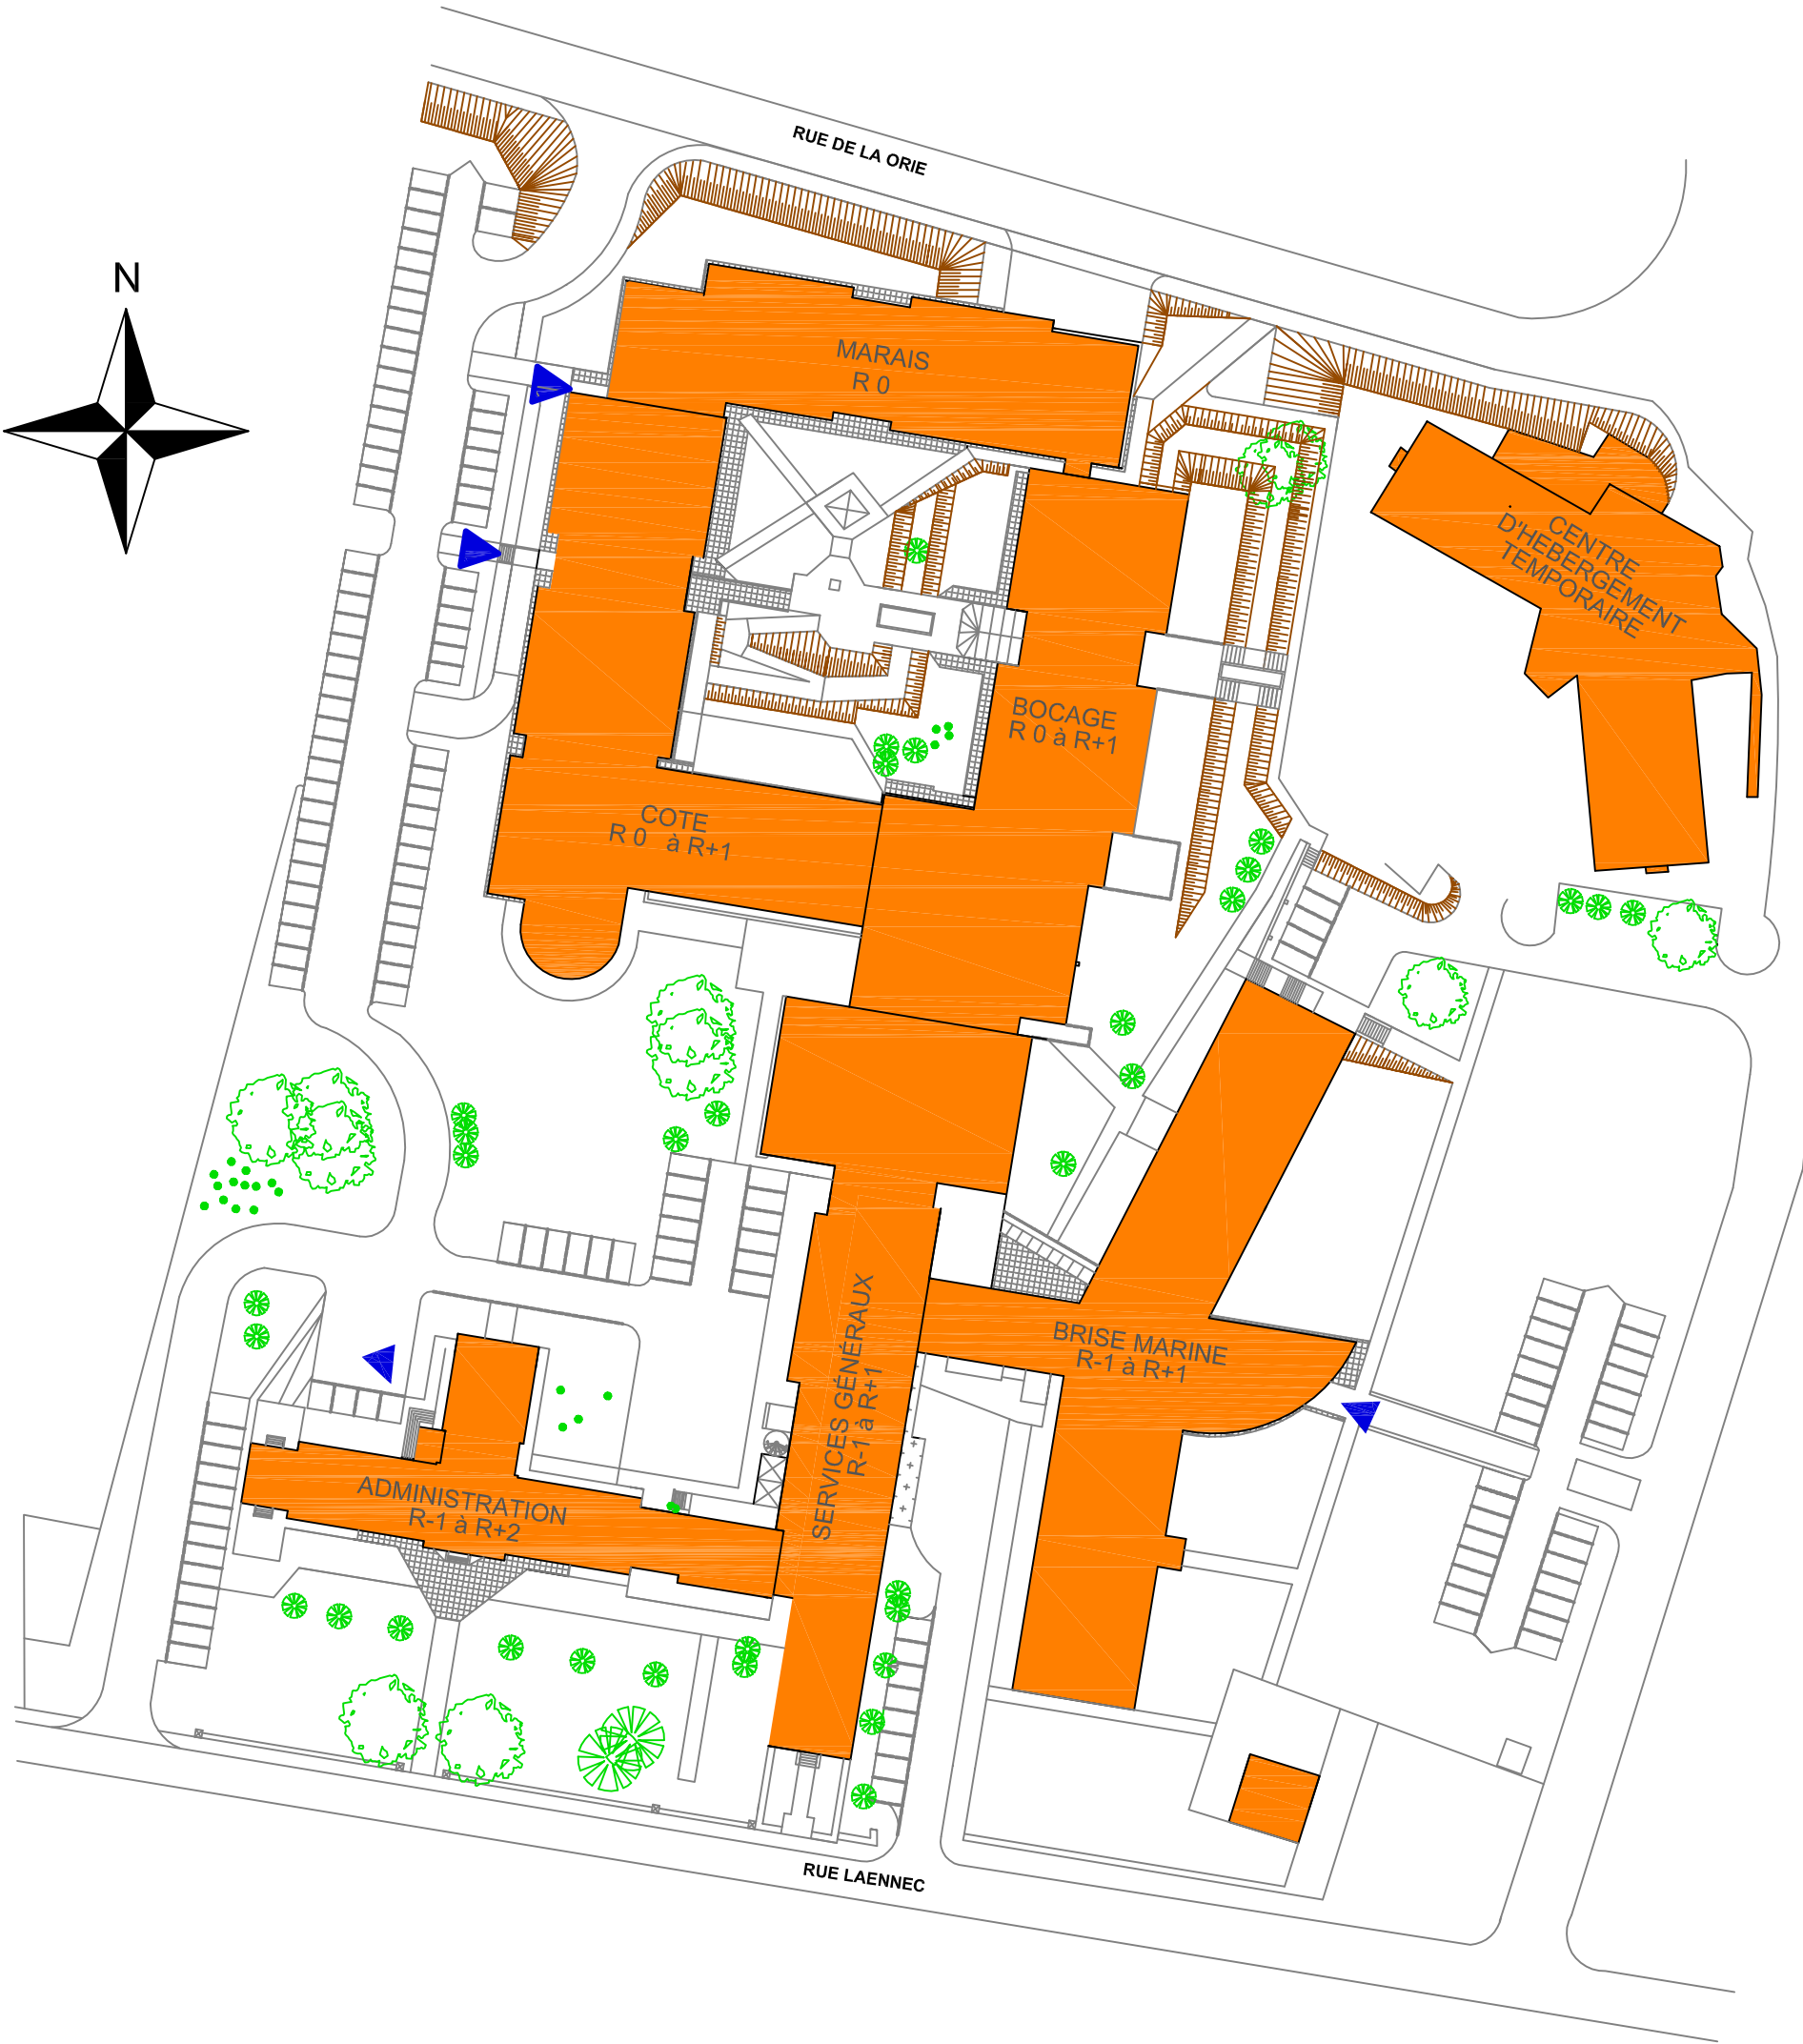 RUE DE LA ORIE
N
MARAIS
R 0
CENTRE
D'HEBERGEMENT
TEMPORAIRE
BOCAGE
R 0 à R+1
COTE
R 0 à R+1
BRISE MARINE
R-1 à R+1
SERVICES GÉNÉRAUX
R-1 à R+1
ADMINISTRATION
R-1 à R+2
RUE LAENNEC